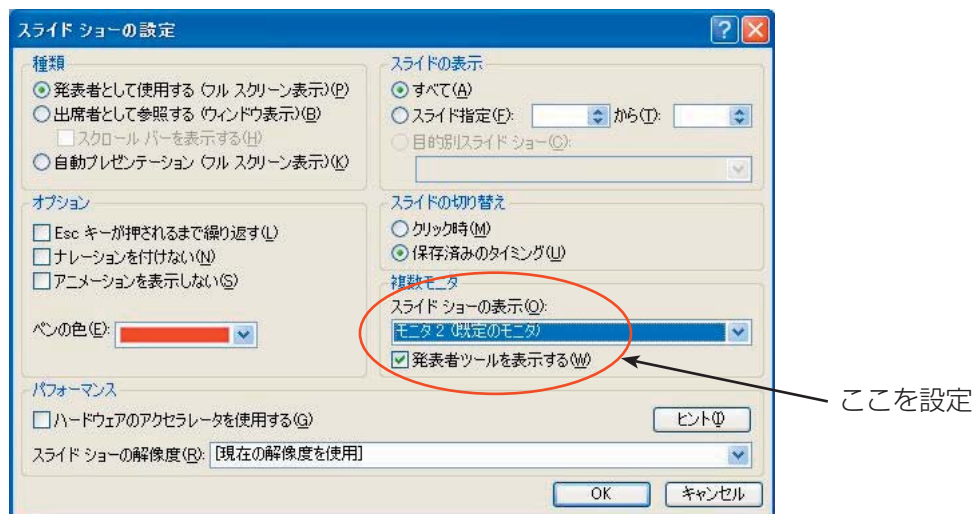 スライド ショーの設定
種類
発表者として使用する (フル スクリーン表示)(P)
出席者として参照する (ウィンドウ表示)(B)
スクロール バーを表示する(H)
自動プレゼンテーション (フル スクリーン表示)(K)
スライドの表示
すべて(A)
スライド指定(F): から(T):
目的別スライド ショー(C):
オプション
Esc キーが押されるまで繰り返す(L)
ナレーションを付けない(N)
アニメーションを表示しない(S)
ペンの色(E):
スライドの切り替え
クリック時(M)
保存済みのタイミング(U)
複数モニタ
スライド ショーの表示(O):
モニタ 2 (既定のモニタ)
発表者ツールを表示する(W)
ここを設定
パフォーマンス
ハードウェアのアクセラレータを使用する(G)
ヒント(I)
スライド ショーの解像度(R): [現在の解像度を使用]
OK キャンセル